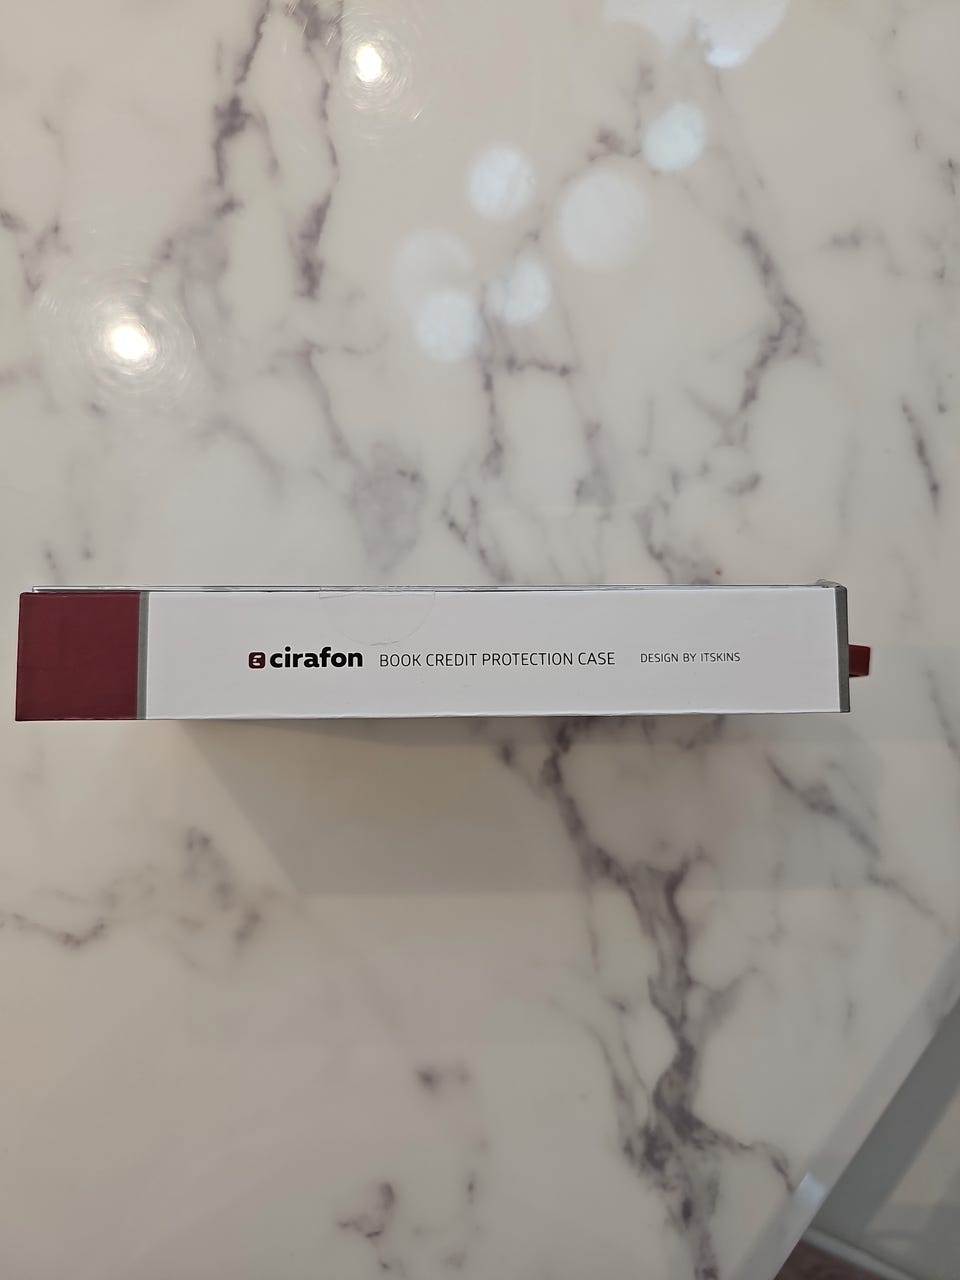 cirafon BOOK CREDIT PROTECTION CASE DESIGN BY ITSKINS